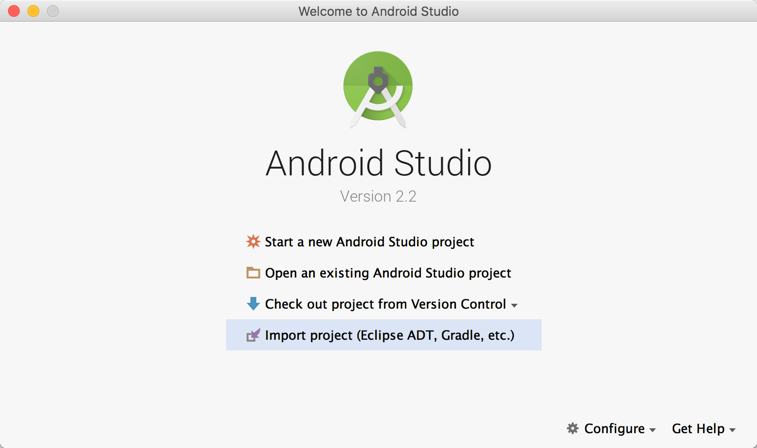 Welcome to Android Studio
Android Studio
Version 2.2
Start a new Android Studio project
Open an existing Android Studio project
Check out project from Version Control
Import project (Eclipse ADT, Gradle, etc.)
Configure Get Help